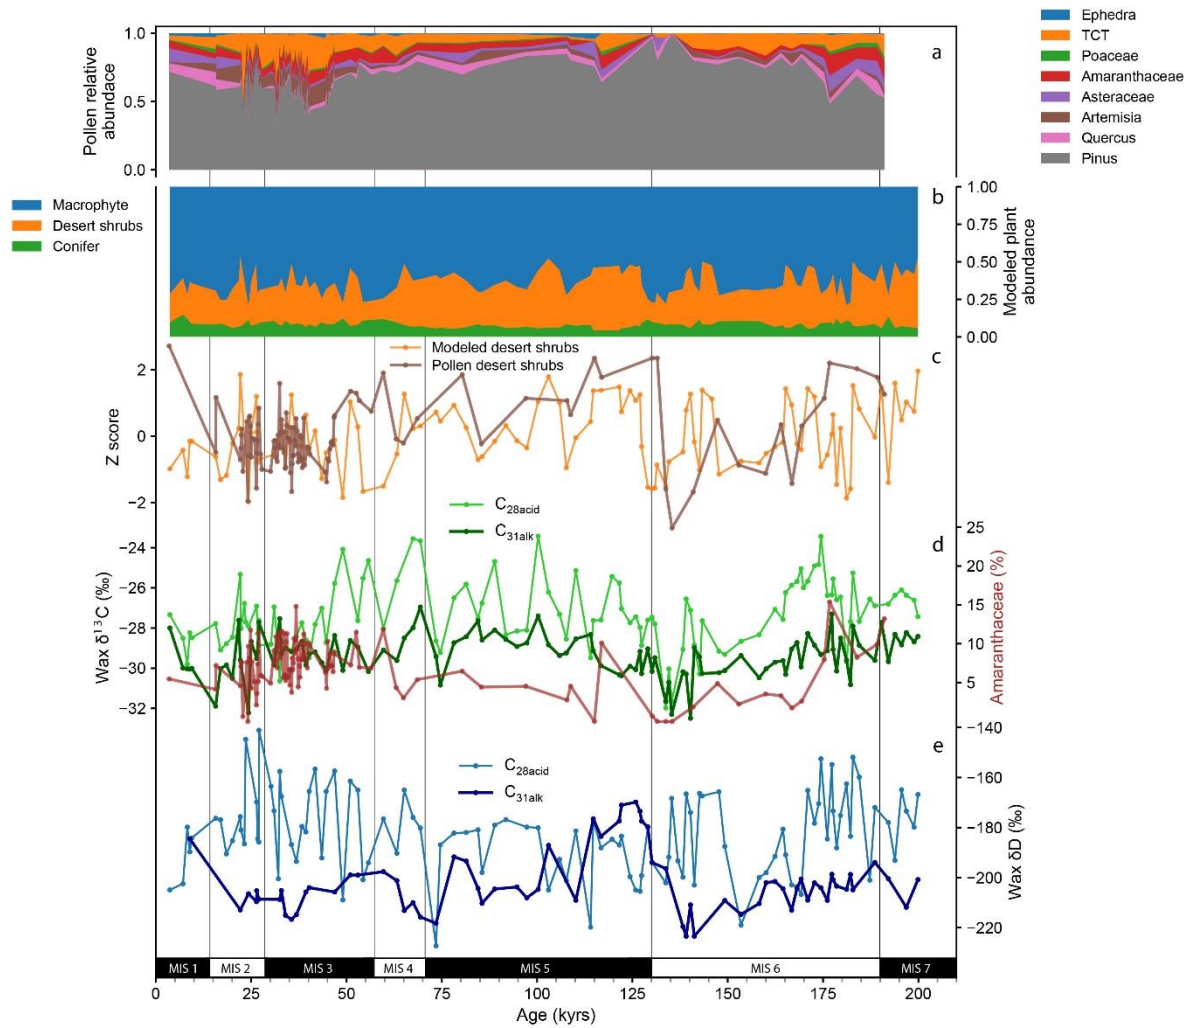 Ephedra
TCT
Poaceae
Amaranthaceae
Asteraceae
Artemisia
Quercus
Pinus
a
Pollen relative
abundace
1.0
0.5
0.0
Macrophyte
Desert shrubs
Conifer
b
1.00
0.75
0.50
0.25
0.00
Modeled plant
abundance
Modeled desert shrubs
Pollen desert shrubs
c
Z score
2
0
−2
C28acid
C31alk
d
Wax δ13C (‰)
−24
−26
−28
−30
−32
25
20
15
10
5
Amaranthaceae (%)
C28acid
C31alk
e
−140
−160
−180
−200
−220
Wax δD (‰)
MIS 1
MIS 2
MIS 3
MIS 4
MIS 5
MIS 6
MIS 7
0
25
50
75
100
125
150
175
200
Age (kyrs)